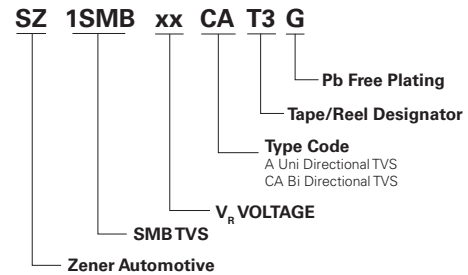 SZ 1SMB xx CA T3 G
Pb Free Plating
Tape/Reel Designator
Type Code
A Uni Directional TVS
CA Bi Directional TVS
VR VOLTAGE
SMB TVS
Zener Automotive